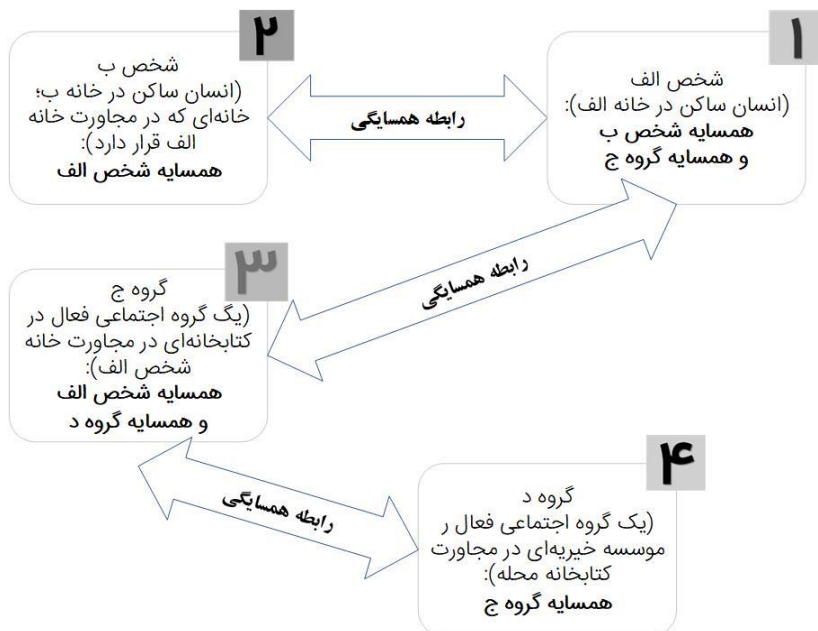 ۱
شخص الف
(انسان ساکن در خانه الف):
همسایه شخص ب
و همسایه گروه ج
رابطه همسایگی
۲
شخص ب
(انسان ساکن در خانه ب؛
خانه‌ای که در مجاورت خانه
الف قرار دارد):
همسایه شخص الف
رابطه همسایگی
۳
گروه ج
(یگ گروه اجتماعی فعال در
کتابخانه‌ای در مجاورت خانه
شخص الف):
همسایه شخص الف
و همسایه گروه د
رابطه همسایگی
۴
گروه د
(یک گروه اجتماعی فعال ر
موسسه خیریه‌ای در مجاورت
کتابخانه محله):
همسایه گروه ج